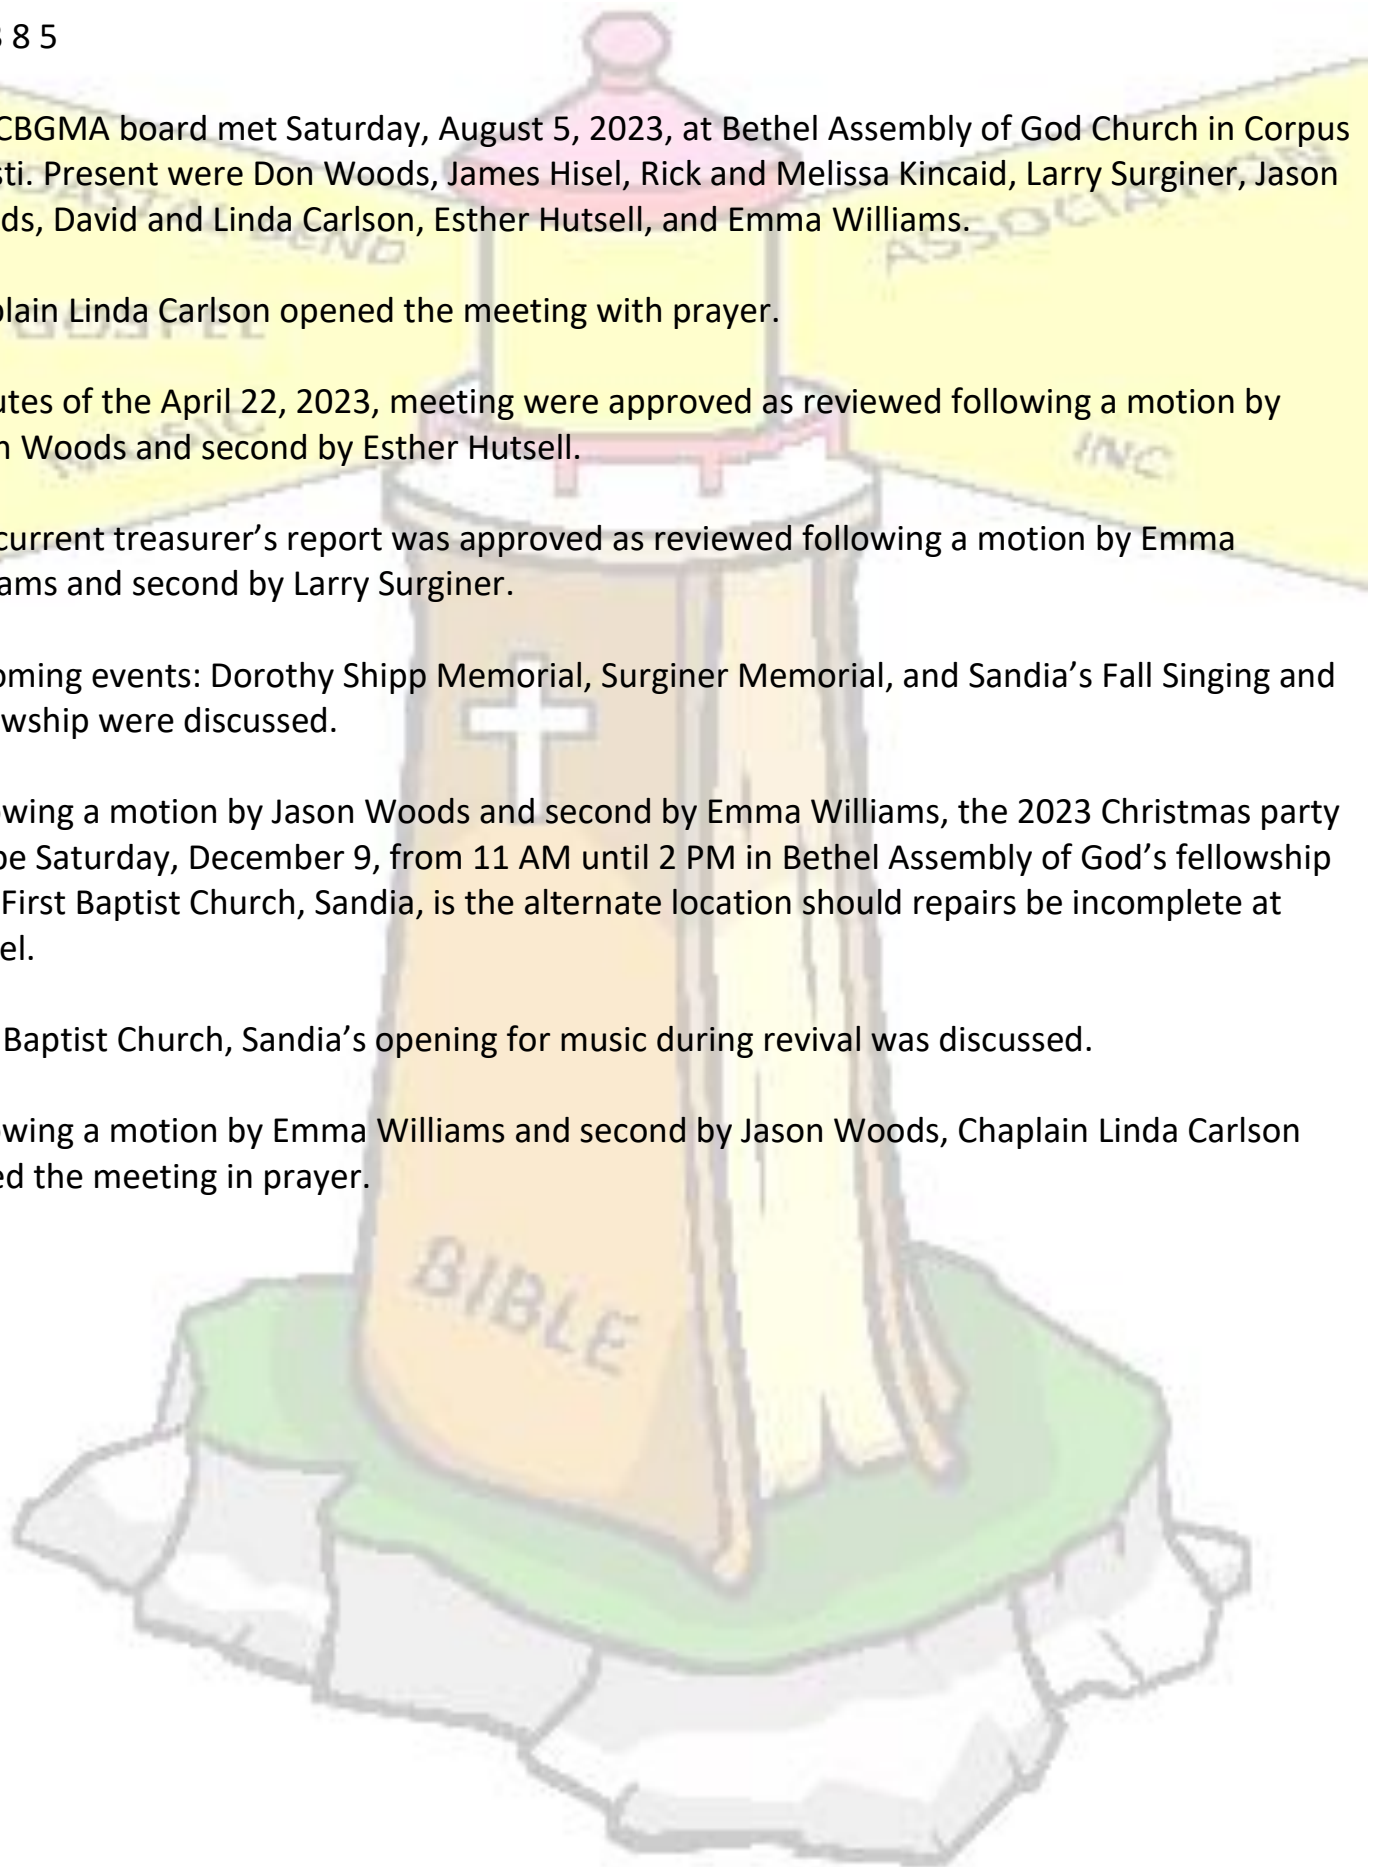 3 8 5
CBGMA board met Saturday, August 5, 2023, at Bethel Assembly of God Church in Corpus
sti. Present were Don Woods, James Hisel, Rick and Melissa Kincaid, Larry Surginer, Jason
ds, David and Linda Carlson, Esther Hutsell, and Emma Williams.
plain Linda Carlson opened the meeting with prayer.
utes of the April 22, 2023, meeting were approved as reviewed following a motion by
n Woods and second by Esther Hutsell.
current treasurer’s report was approved as reviewed following a motion by Emma
ams and second by Larry Surginer.
oming events: Dorothy Shipp Memorial, Surginer Memorial, and Sandia’s Fall Singing and
wship were discussed.
owing a motion by Jason Woods and second by Emma Williams, the 2023 Christmas party
be Saturday, December 9, from 11 AM until 2 PM in Bethel Assembly of God’s fellowship
First Baptist Church, Sandia, is the alternate location should repairs be incomplete at
el.
Baptist Church, Sandia’s opening for music during revival was discussed.
owing a motion by Emma Williams and second by Jason Woods, Chaplain Linda Carlson
ed the meeting in prayer.
ASTAL BEND
GOSPEL
MUSIC
ASSOCIATION
INC.
BIBLE